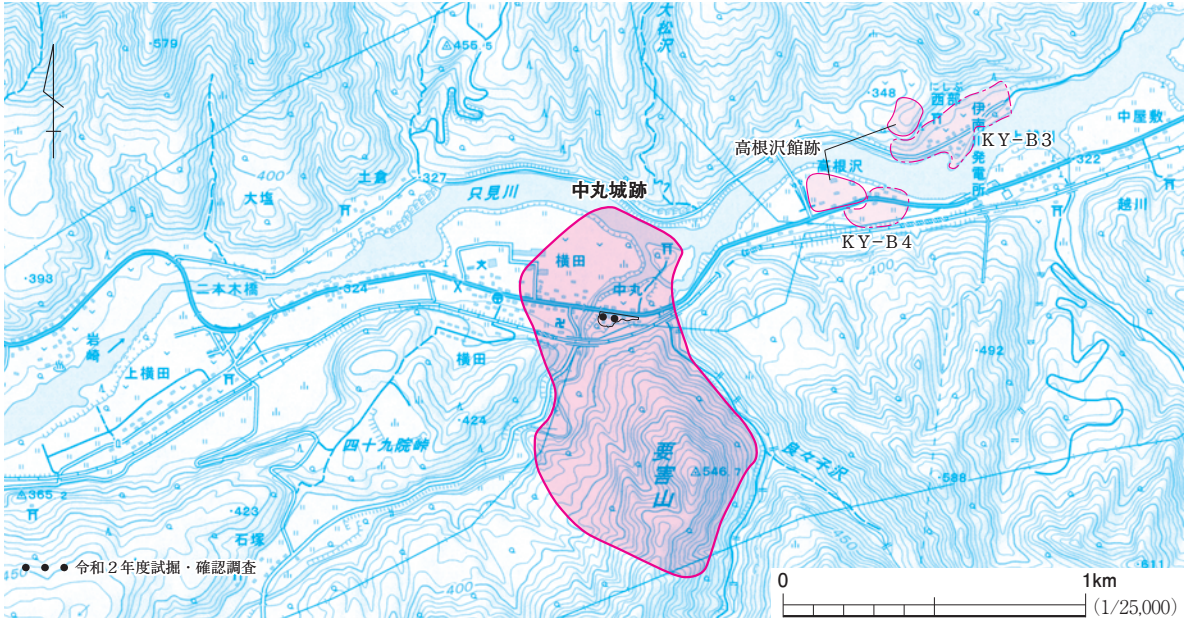 ・579
△455.5
大松沢
・348
にしぶ
西部
伊南川発電所
KY-B3
中屋敷
高根沢館跡
高根沢
322
400
大塩
土倉
・327
只見川
中丸城跡
越川
KY-B4
400
・393
二本木橋
・324
横田
中丸
岩崎
上横田
横田
・424
四十九院峠
・492
要害山
△546.7
良々子沢
・588
△365.2
・423
石塚
450
・611
450
400
● ● ● 令和2年度試掘・確認調査
0 1km
(1/25,000)